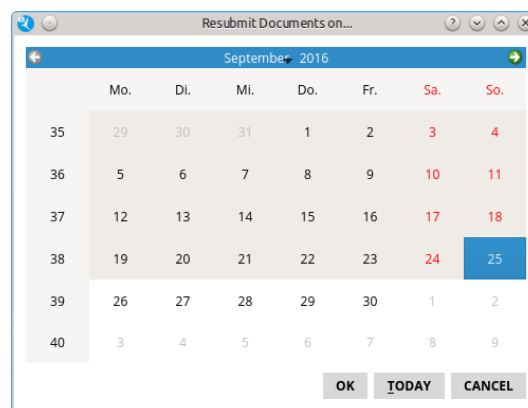 Resubmit Documents on...
September 2016
Mo. Di. Mi. Do. Fr. Sa. So.
35 29 30 31 1 2 3 4
36 5 6 7 8 9 10 11
37 12 13 14 15 16 17 18
38 19 20 21 22 23 24 25
39 26 27 28 29 30 1 2
40 3 4 5 6 7 8 9
OK TODAY CANCEL